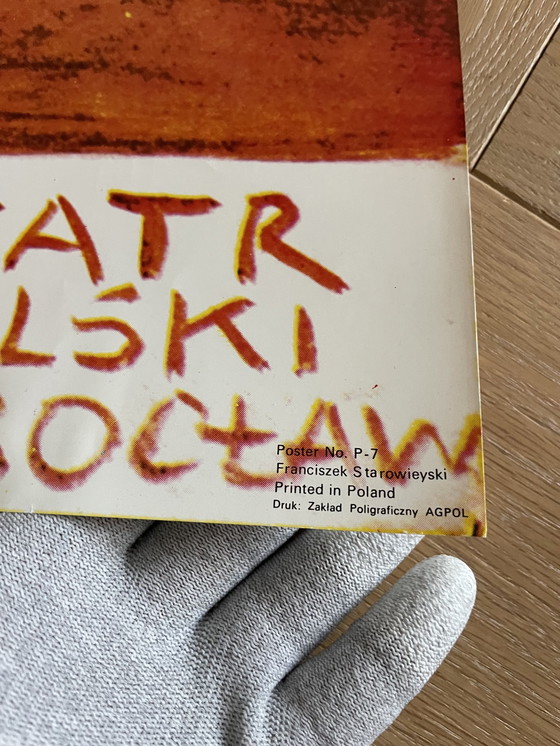 ATR
LSKI
OCŁAW
Poster No. P-7
Franciszek Starowieyski
Printed in Poland
Druk: Zakład Poligraficzny AGPOL